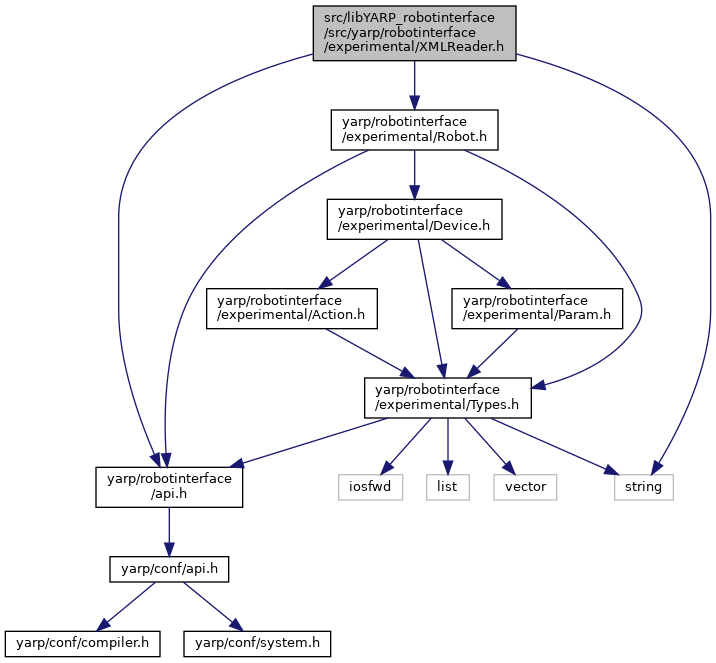 src/libYARP_robotinterface
/src/yarp/robotinterface
/experimental/XMLReader.h
yarp/robotinterface
/experimental/Robot.h
yarp/robotinterface
/experimental/Device.h
yarp/robotinterface
/experimental/Action.h
yarp/robotinterface
/experimental/Param.h
yarp/robotinterface
/experimental/Types.h
yarp/robotinterface
/api.h
iosfwd
list
vector
string
yarp/conf/api.h
yarp/conf/compiler.h
yarp/conf/system.h